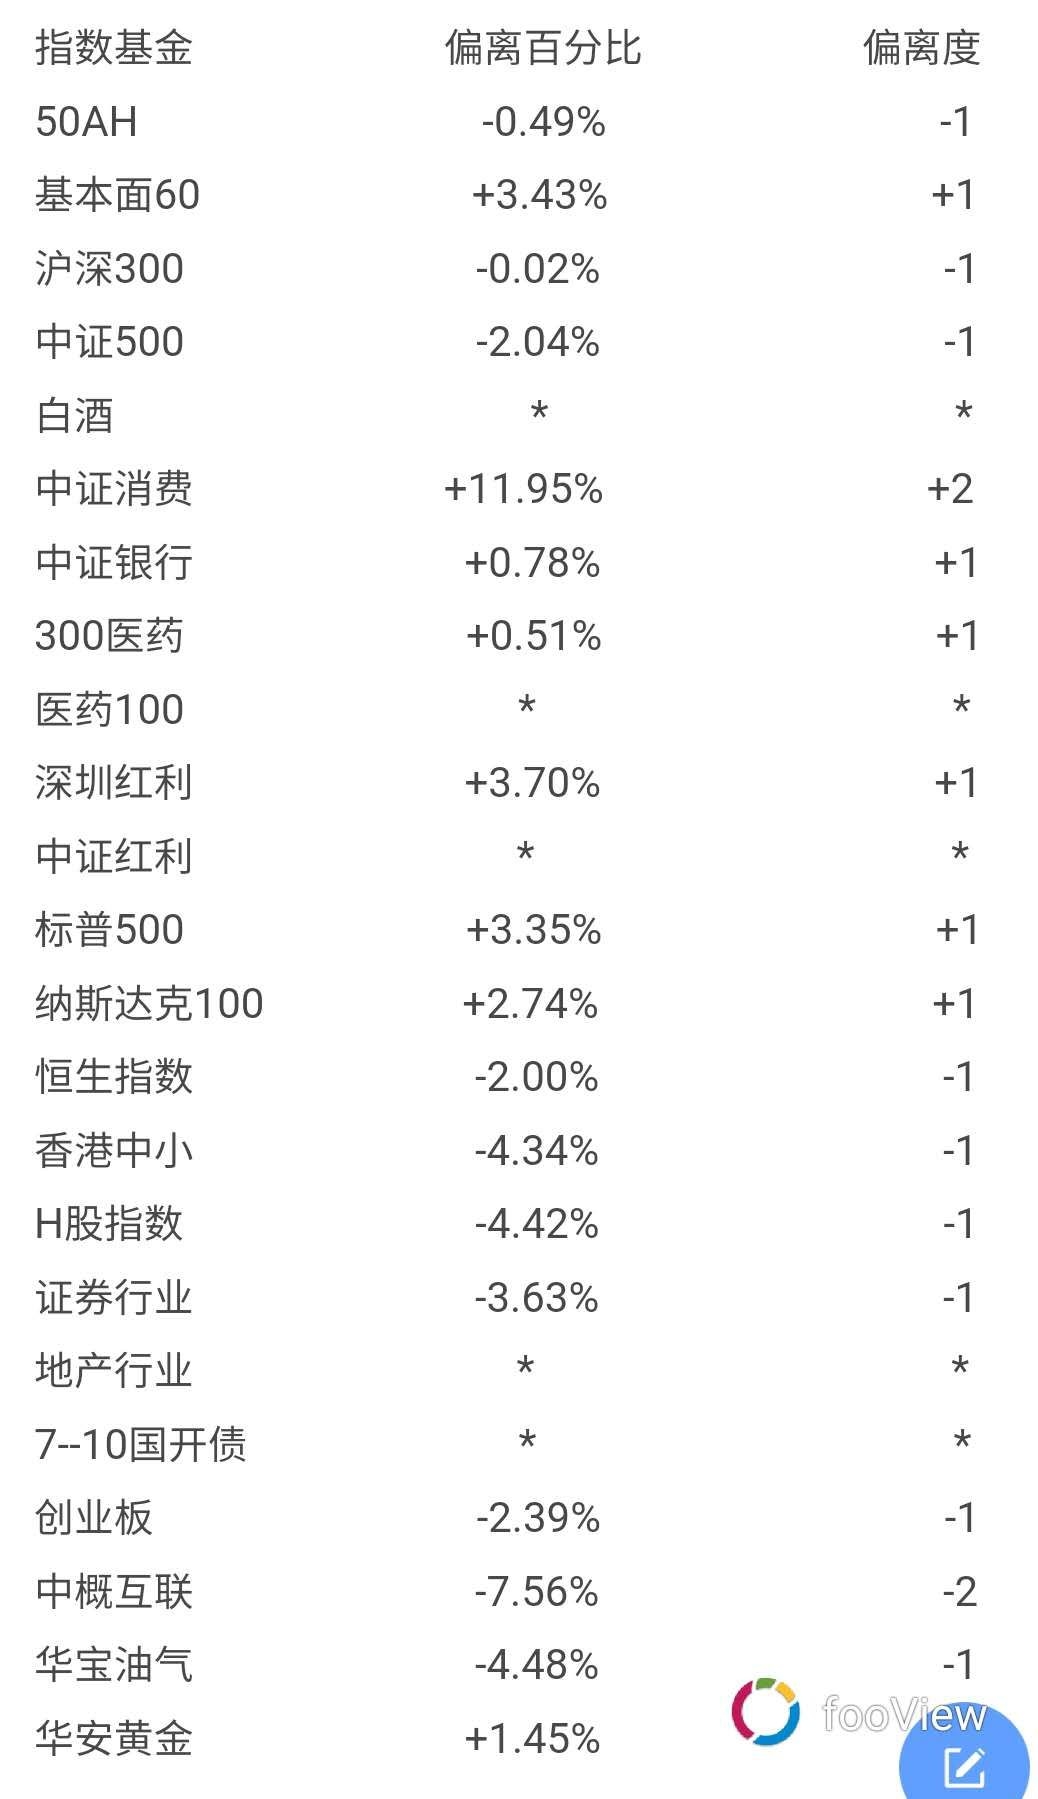 指数基金 偏离百分比 偏离度
50AH -0.49% -1
基本面60 +3.43% +1
沪深300 -0.02% -1
中证500 -2.04% -1
白酒 * *
中证消费 +11.95% +2
中证银行 +0.78% +1
300医药 +0.51% +1
医药100 * *
深圳红利 +3.70% +1
中证红利 * *
标普500 +3.35% +1
纳斯达克100 +2.74% +1
恒生指数 -2.00% -1
香港中小 -4.34% -1
H股指数 -4.42% -1
证券行业 -3.63% -1
地产行业 * *
7--10国开债 * *
创业板 -2.39% -1
中概互联 -7.56% -2
华宝油气 -4.48% -1
fooView
华安黄金 +1.45%